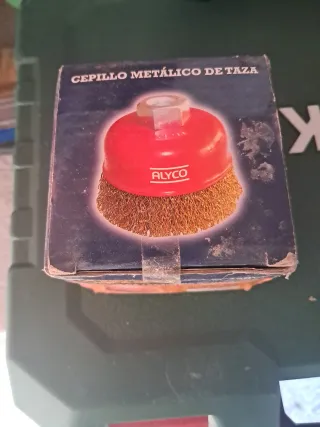 CEPILLO METÁLICO DE TAZA
ALYCO
K